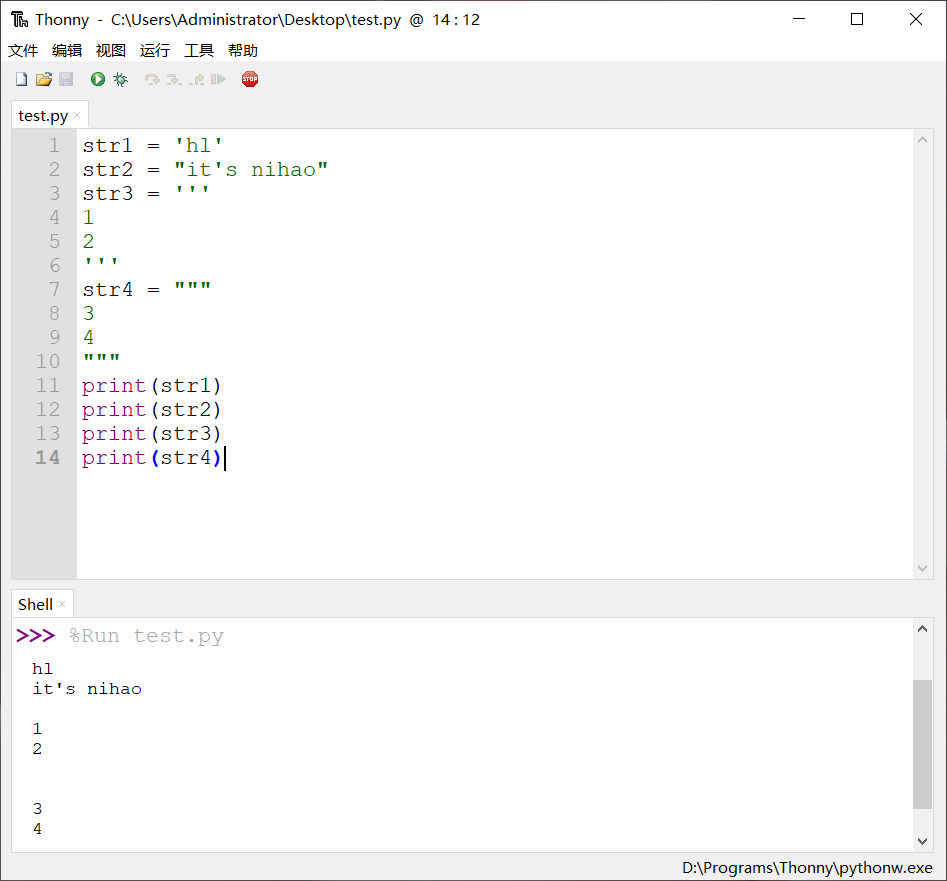 Thonny - C:\Users\Administrator\Desktop\test.py @ 14 : 12
文件 编辑 视图 运行 工具 帮助
STOP
test.py ×
1 str1 = 'hl'
2 str2 = "it's nihao"
3 str3 = '''
4 1
5 2
6 '''
7 str4 = """
8 3
9 4
10 """
11 print(str1)
12 print(str2)
13 print(str3)
14 print(str4)
Shell ×
>>> %Run test.py
hl
it's nihao
1
2
3
4
D:\Programs\Thonny\pythonw.exe